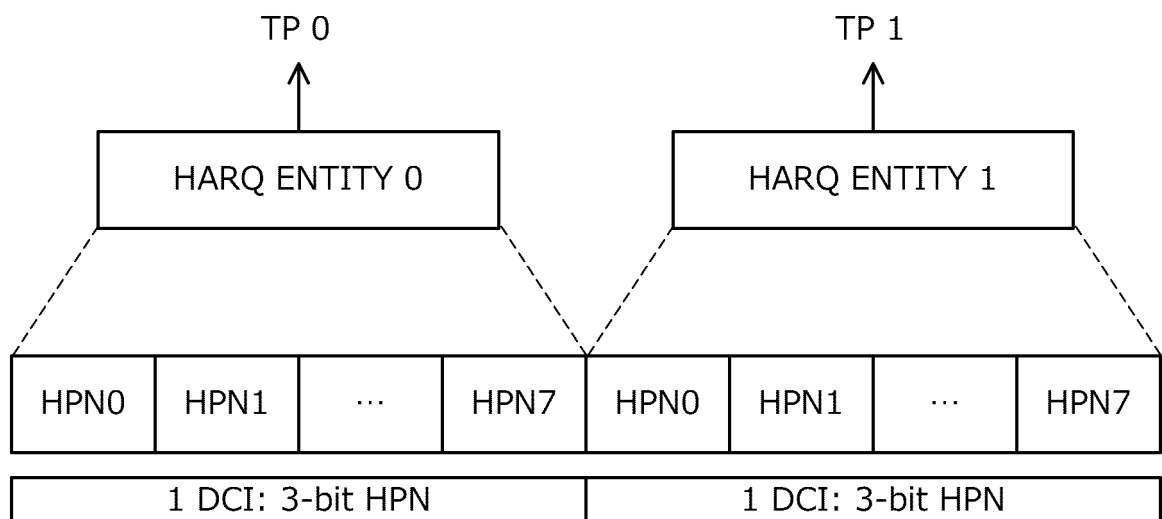 TP 0 TP 1
HARQ ENTITY 0 HARQ ENTITY 1
HPN0 HPN1 ... HPN7 HPN0 HPN1 ... HPN7
1 DCI: 3-bit HPN 1 DCI: 3-bit HPN